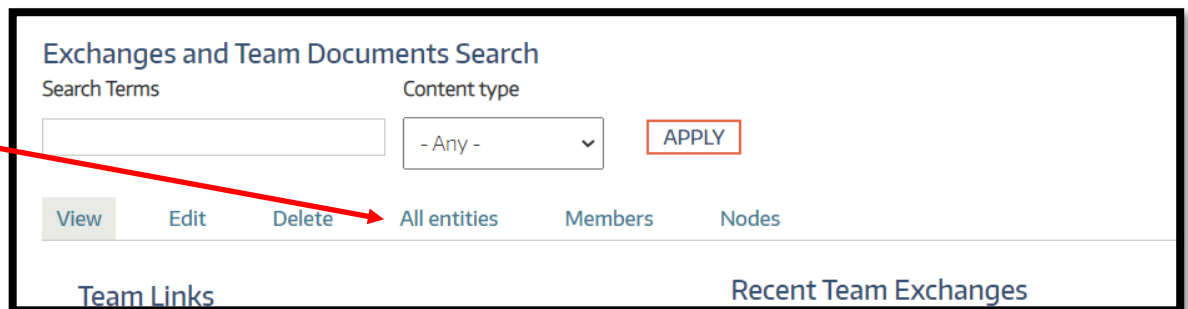 Exchanges and Team Documents Search
Search Terms Content type
- Any - APPLY
View Edit Delete All entities Members Nodes
Team Links Recent Team Exchanges